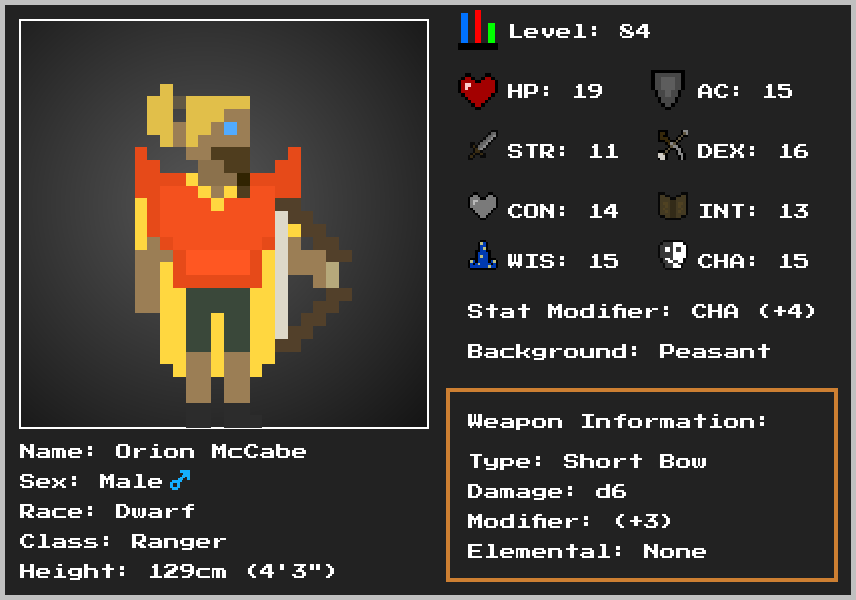 Level: 84
HP: 19 AC: 15
STR: 11 DEX: 16
CON: 14 INT: 13
WIS: 15 CHA: 15
Stat Modifier: CHA (+4)
Background: Peasant
Weapon Information:
Type: Short Bow
Damage: d6
Modifier: (+3)
Elemental: None
Name: Orion McCabe
Sex: Male ♂
Race: Dwarf
Class: Ranger
Height: 129cm (4'3")